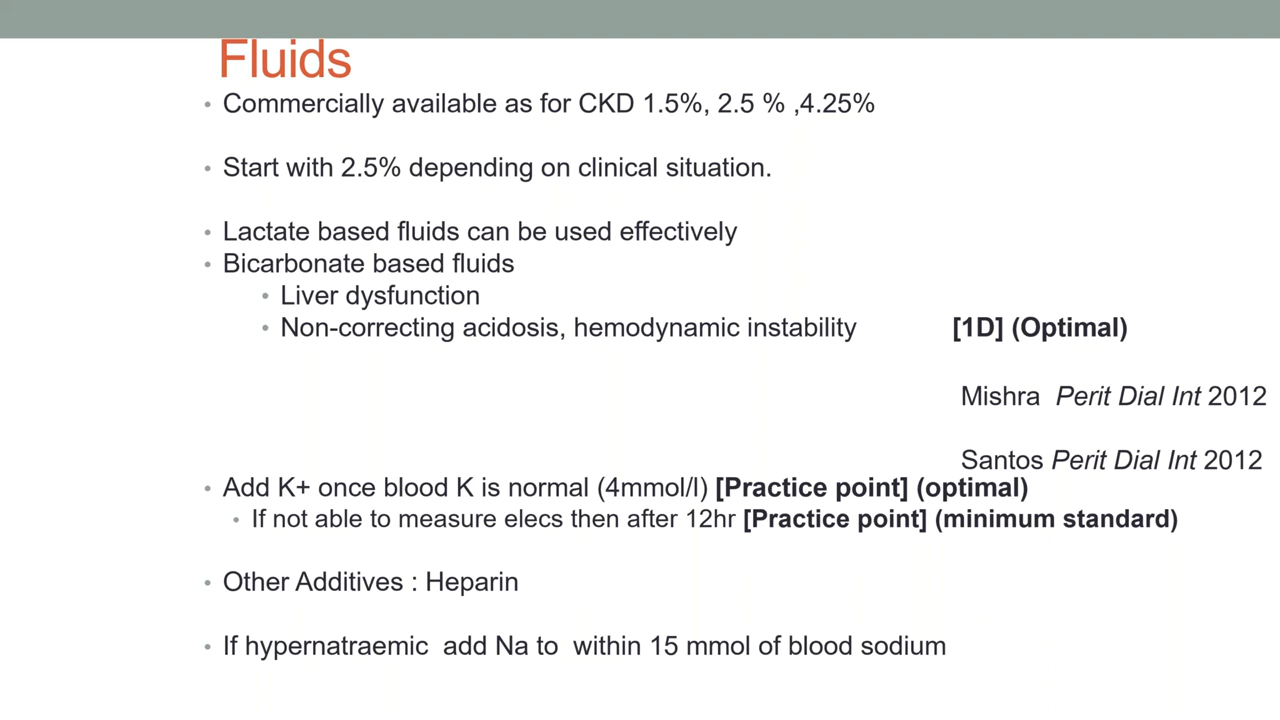 Fluids
• Commercially available as for CKD 1.5%, 2.5 % ,4.25%
• Start with 2.5% depending on clinical situation.
• Lactate based fluids can be used effectively
• Bicarbonate based fluids
• Liver dysfunction
• Non-correcting acidosis, hemodynamic instability [1D] (Optimal)
Mishra Perit Dial Int 2012
Santos Perit Dial Int 2012
• Add K+ once blood K is normal (4mmol/l) [Practice point] (optimal)
• If not able to measure elecs then after 12hr [Practice point] (minimum standard)
• Other Additives : Heparin
• If hypernatraemic add Na to within 15 mmol of blood sodium